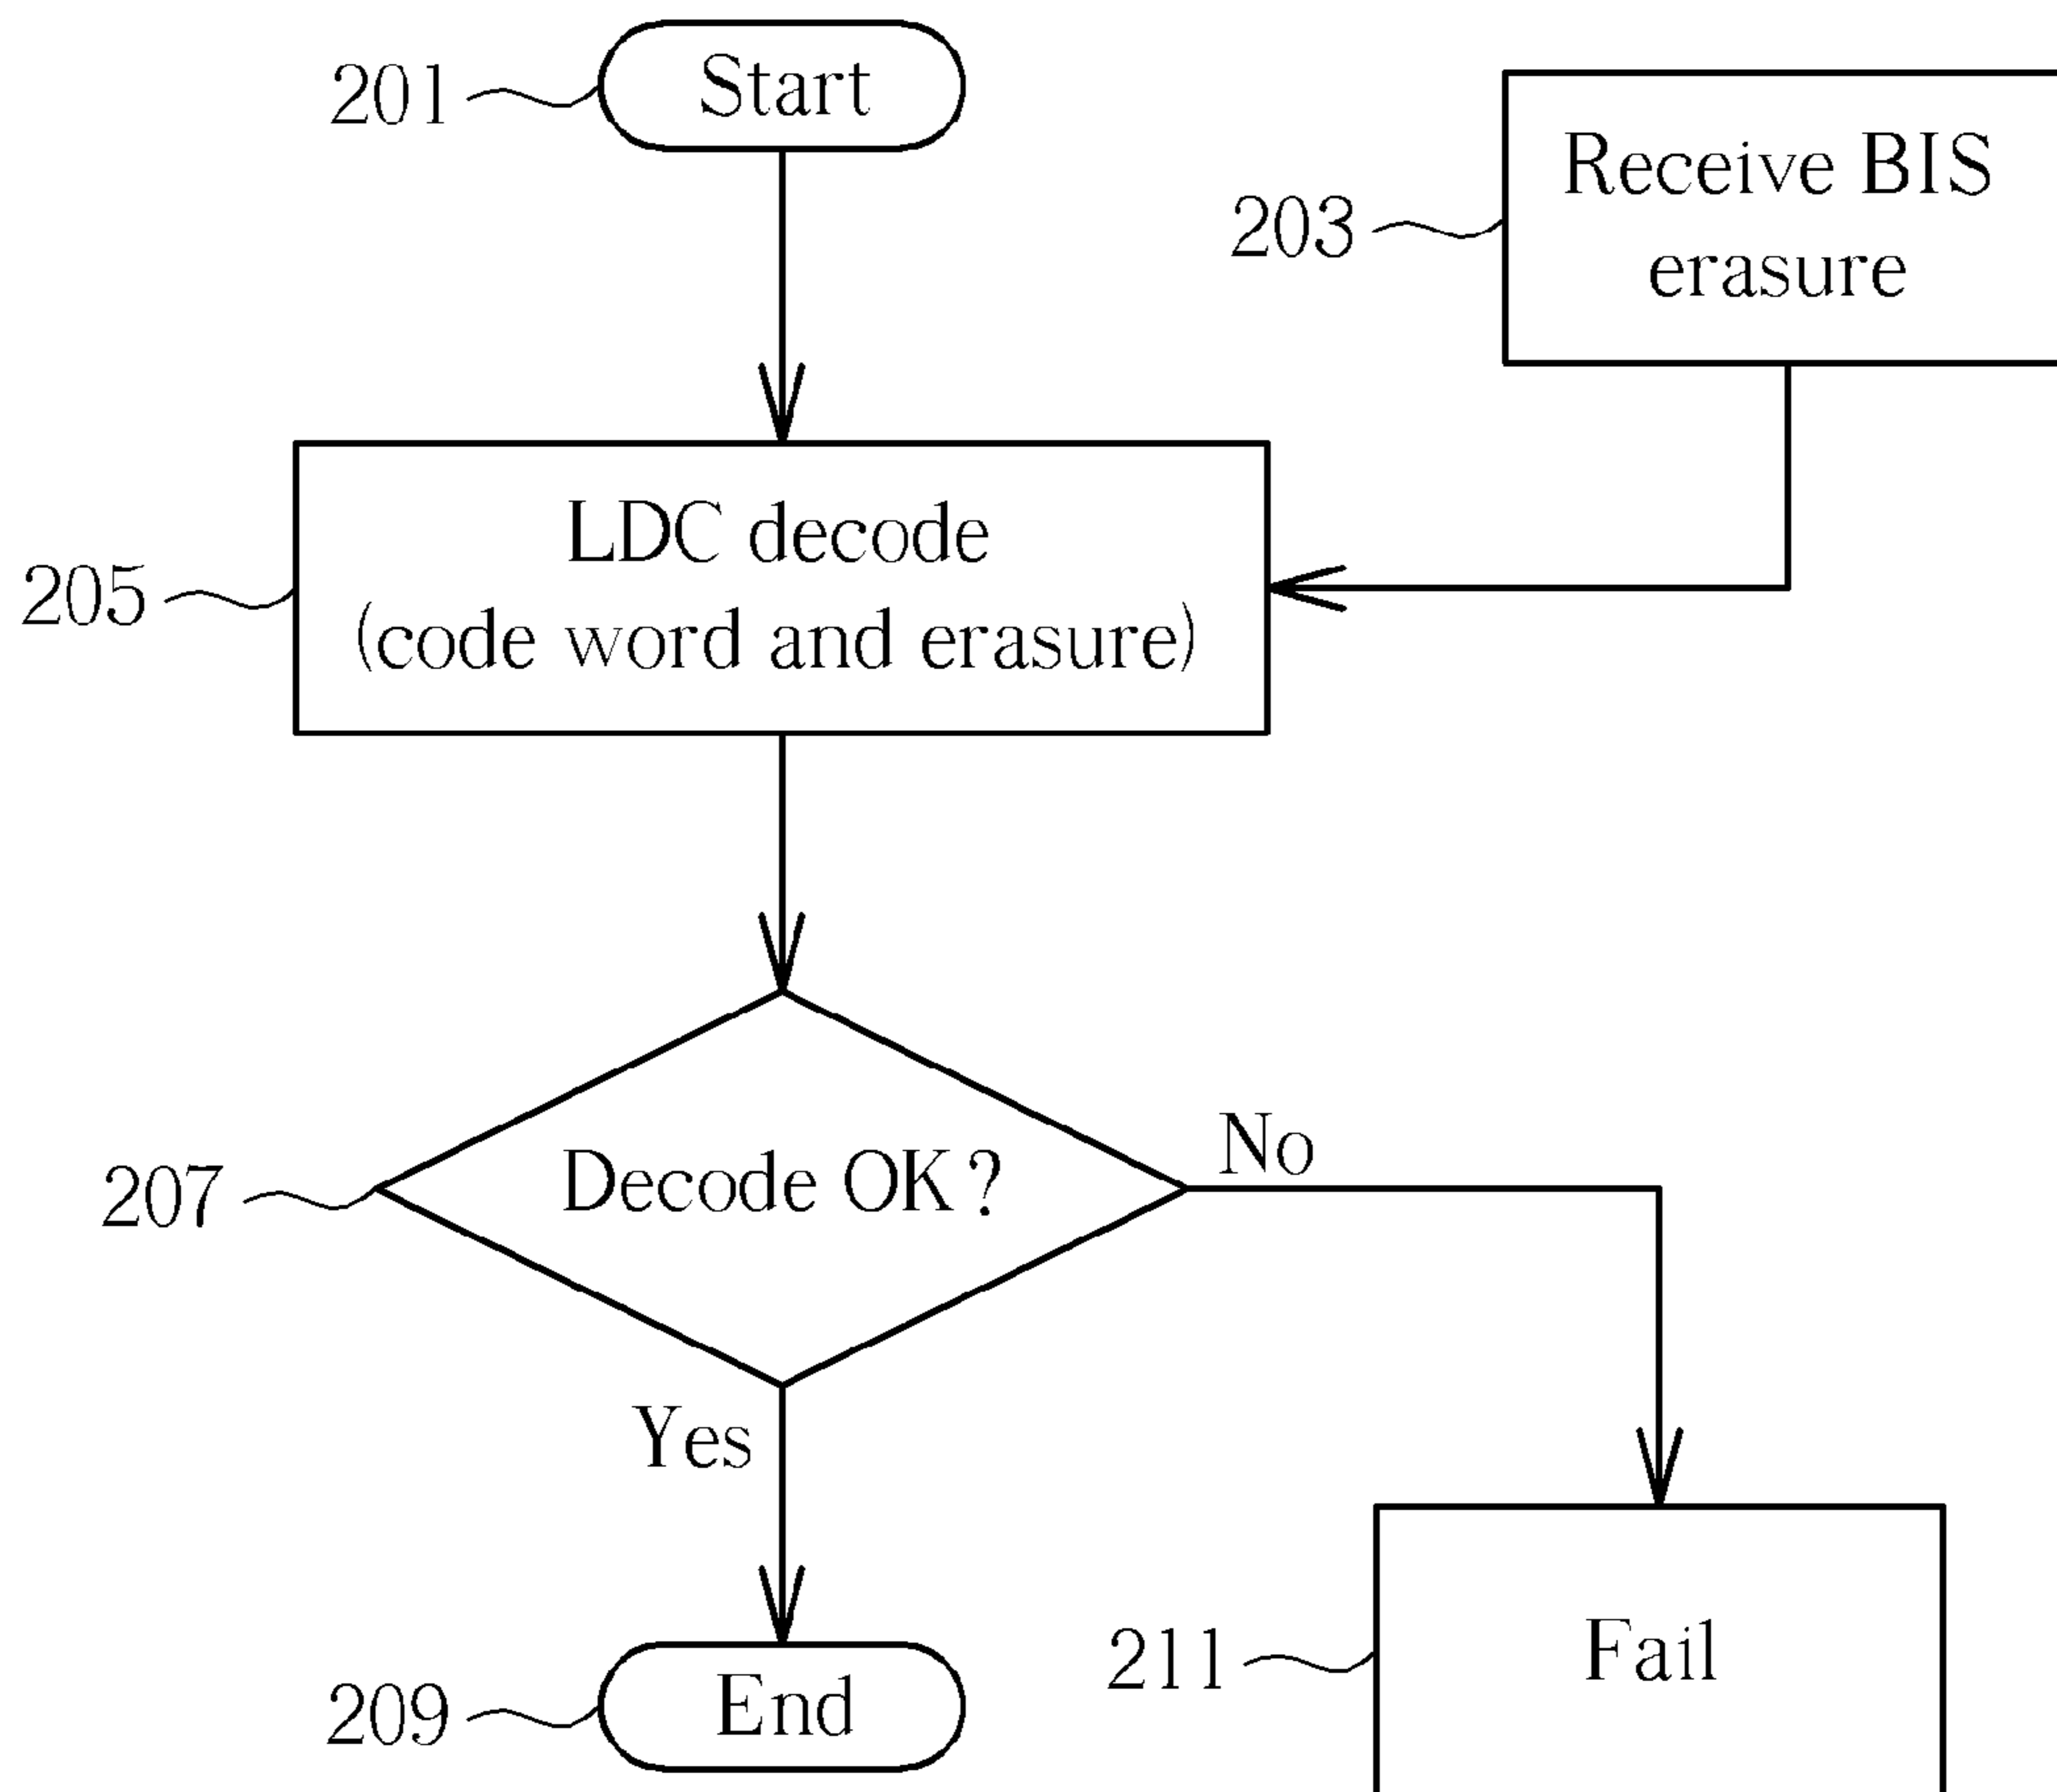 201
Start
203
Receive BIS
erasure
205
LDC decode
(code word and erasure)
207
Decode OK?
No
Yes
209
End
211
Fail